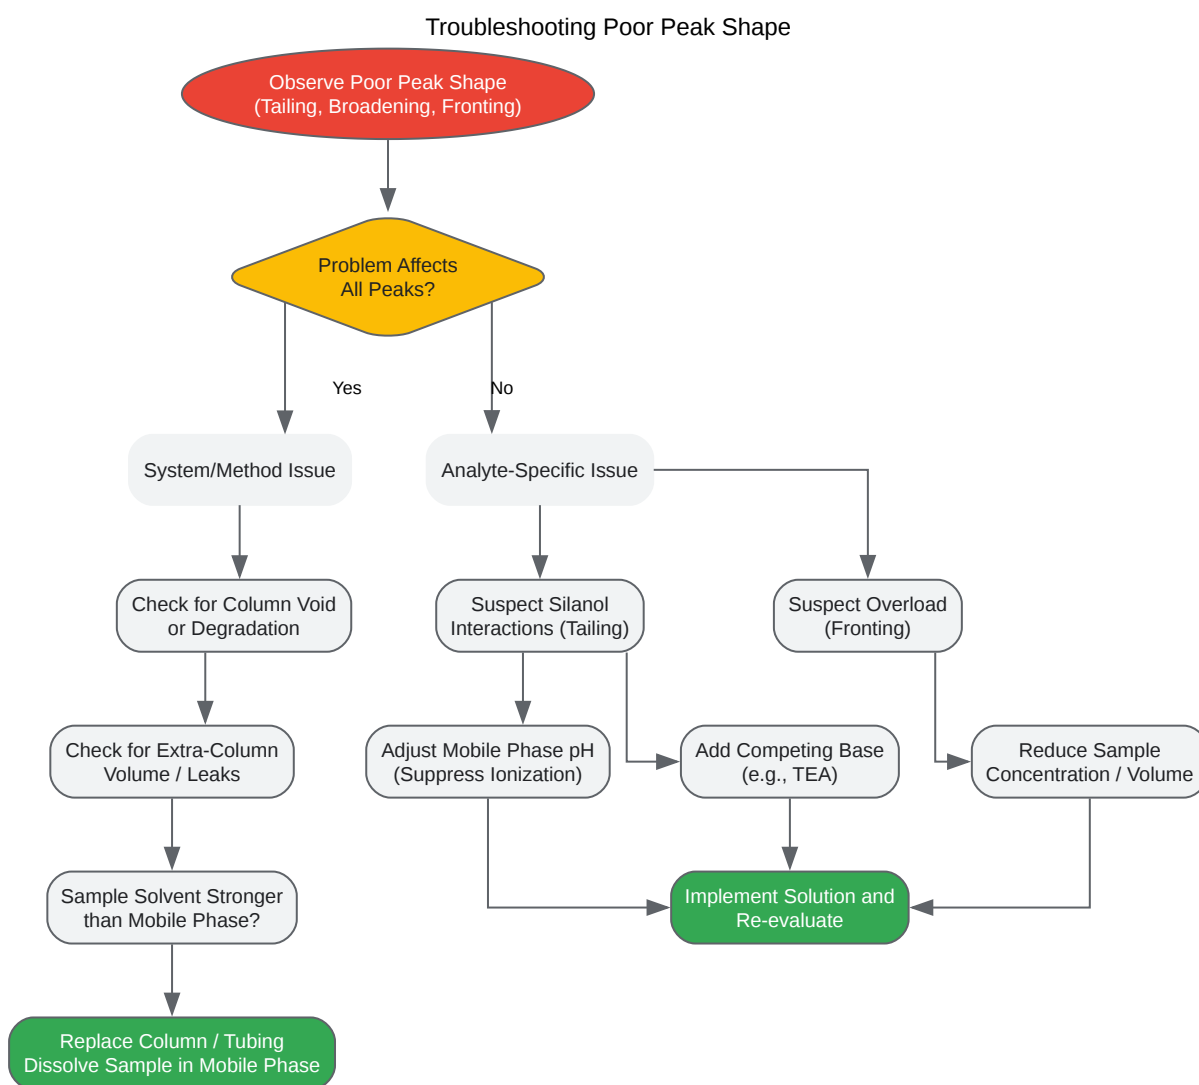 Troubleshooting Poor Peak Shape
Observe Poor Peak Shape
(Tailing, Broadening, Fronting)
Problem Affects
All Peaks?
Yes
No
System/Method Issue
Analyte-Specific Issue
Check for Column Void
or Degradation
Suspect Silanol
Interactions (Tailing)
Suspect Overload
(Fronting)
Check for Extra-Column
Volume / Leaks
Adjust Mobile Phase pH
(Suppress Ionization)
Add Competing Base
(e.g., TEA)
Reduce Sample
Concentration / Volume
Sample Solvent Stronger
than Mobile Phase?
Implement Solution and
Re-evaluate
Replace Column / Tubing
Dissolve Sample in Mobile Phase